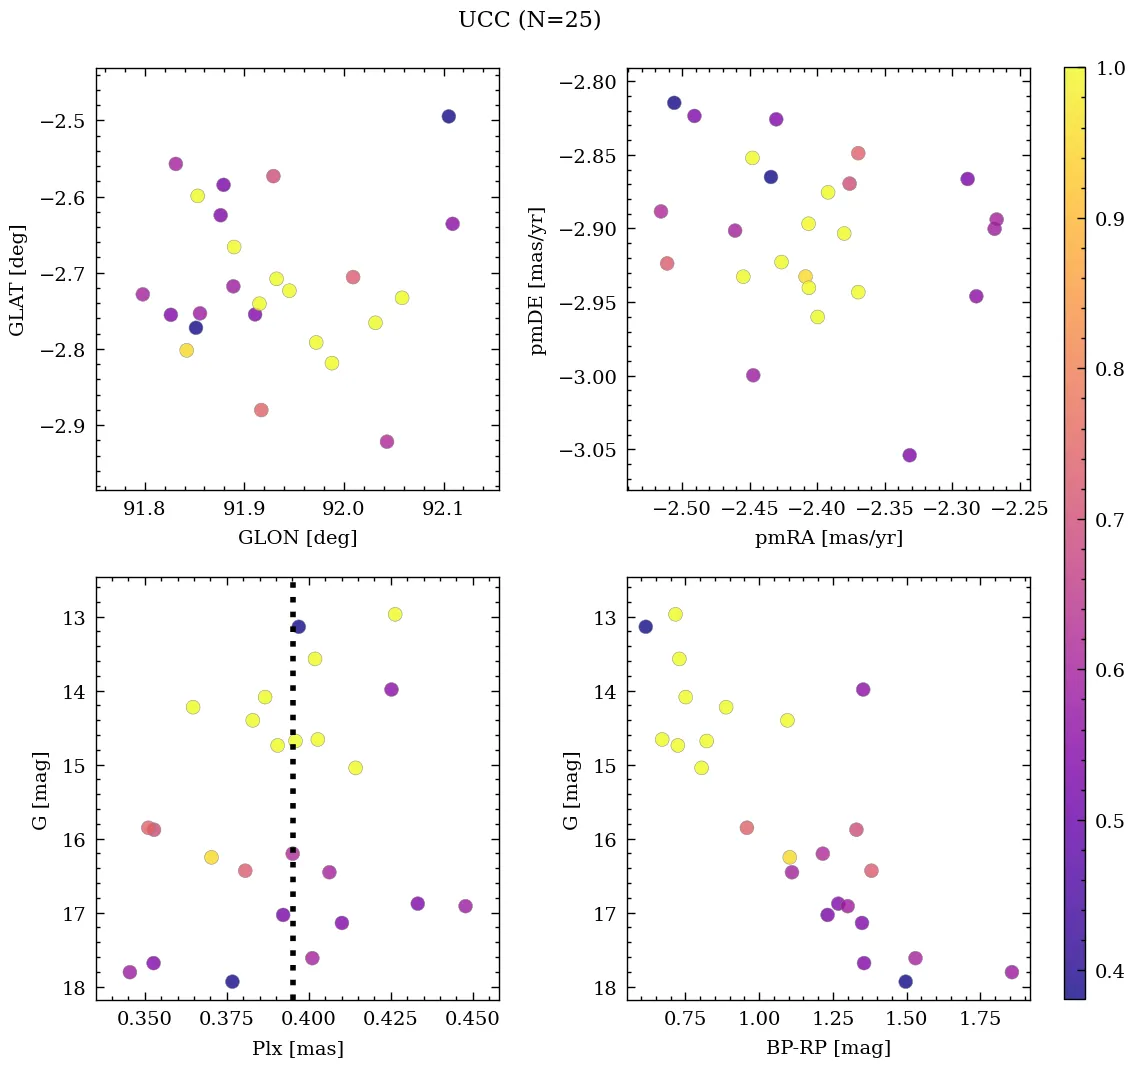 UCC (N=25)
−2.5
−2.6
−2.7
−2.8
−2.9
GLAT [deg]
91.8 91.9 92.0 92.1
GLON [deg]
−2.80
−2.85
−2.90
−2.95
−3.00
−3.05
pmDE [mas/yr]
−2.50 −2.45 −2.40 −2.35 −2.30 −2.25
pmRA [mas/yr]
13
14
15
16
17
18
G [mag]
0.350 0.375 0.400 0.425 0.450
Plx [mas]
13
14
15
16
17
18
G [mag]
0.75 1.00 1.25 1.50 1.75
BP-RP [mag]
1.0
0.9
0.8
0.7
0.6
0.5
0.4